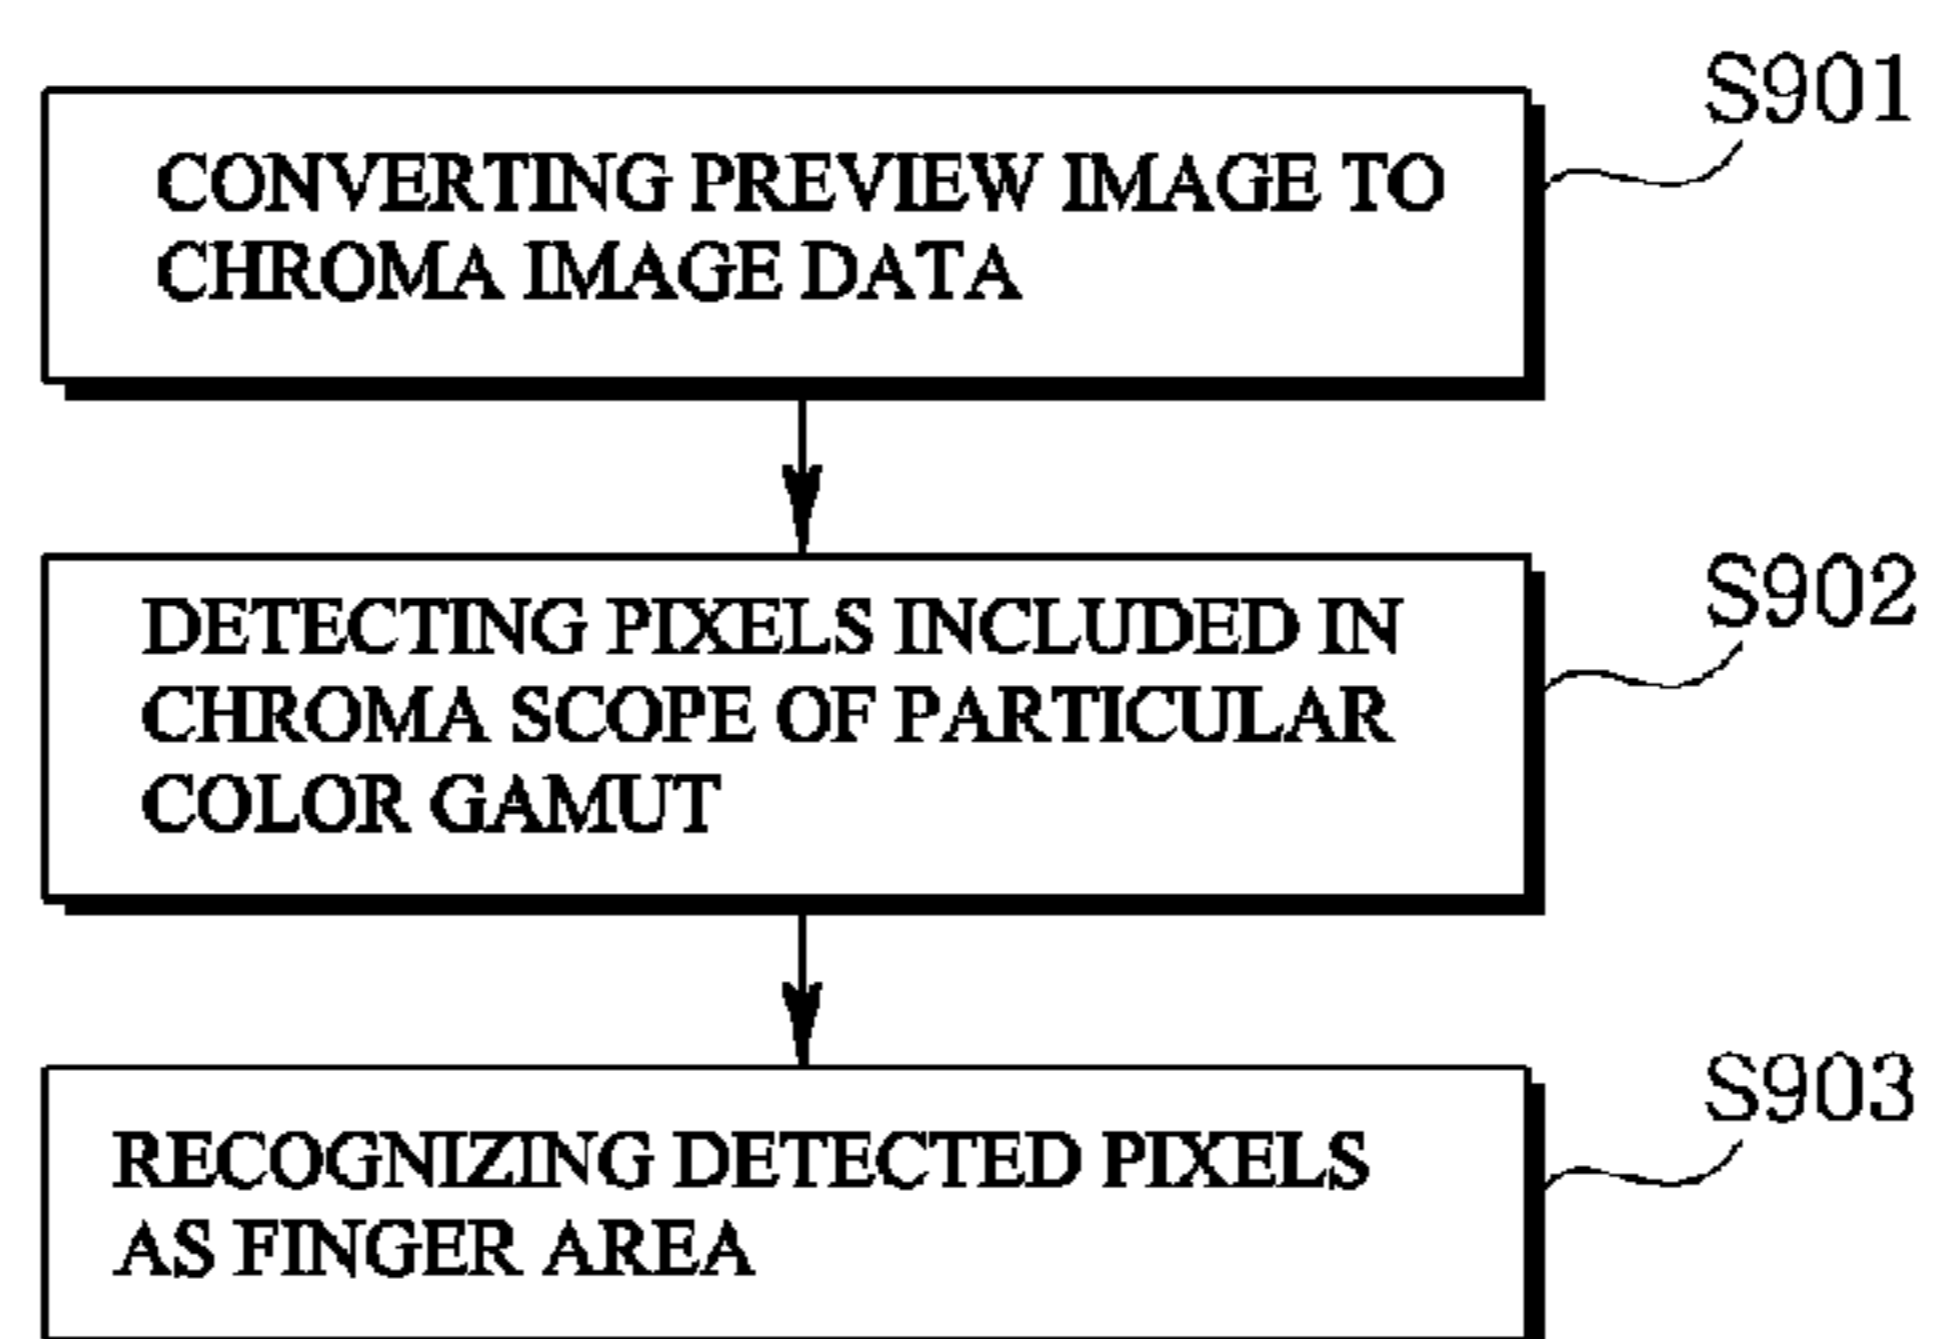 S901
CONVERTING PREVIEW IMAGE TO
CHROMA IMAGE DATA
S902
DETECTING PIXELS INCLUDED IN
CHROMA SCOPE OF PARTICULAR
COLOR GAMUT
S903
RECOGNIZING DETECTED PIXELS
AS FINGER AREA